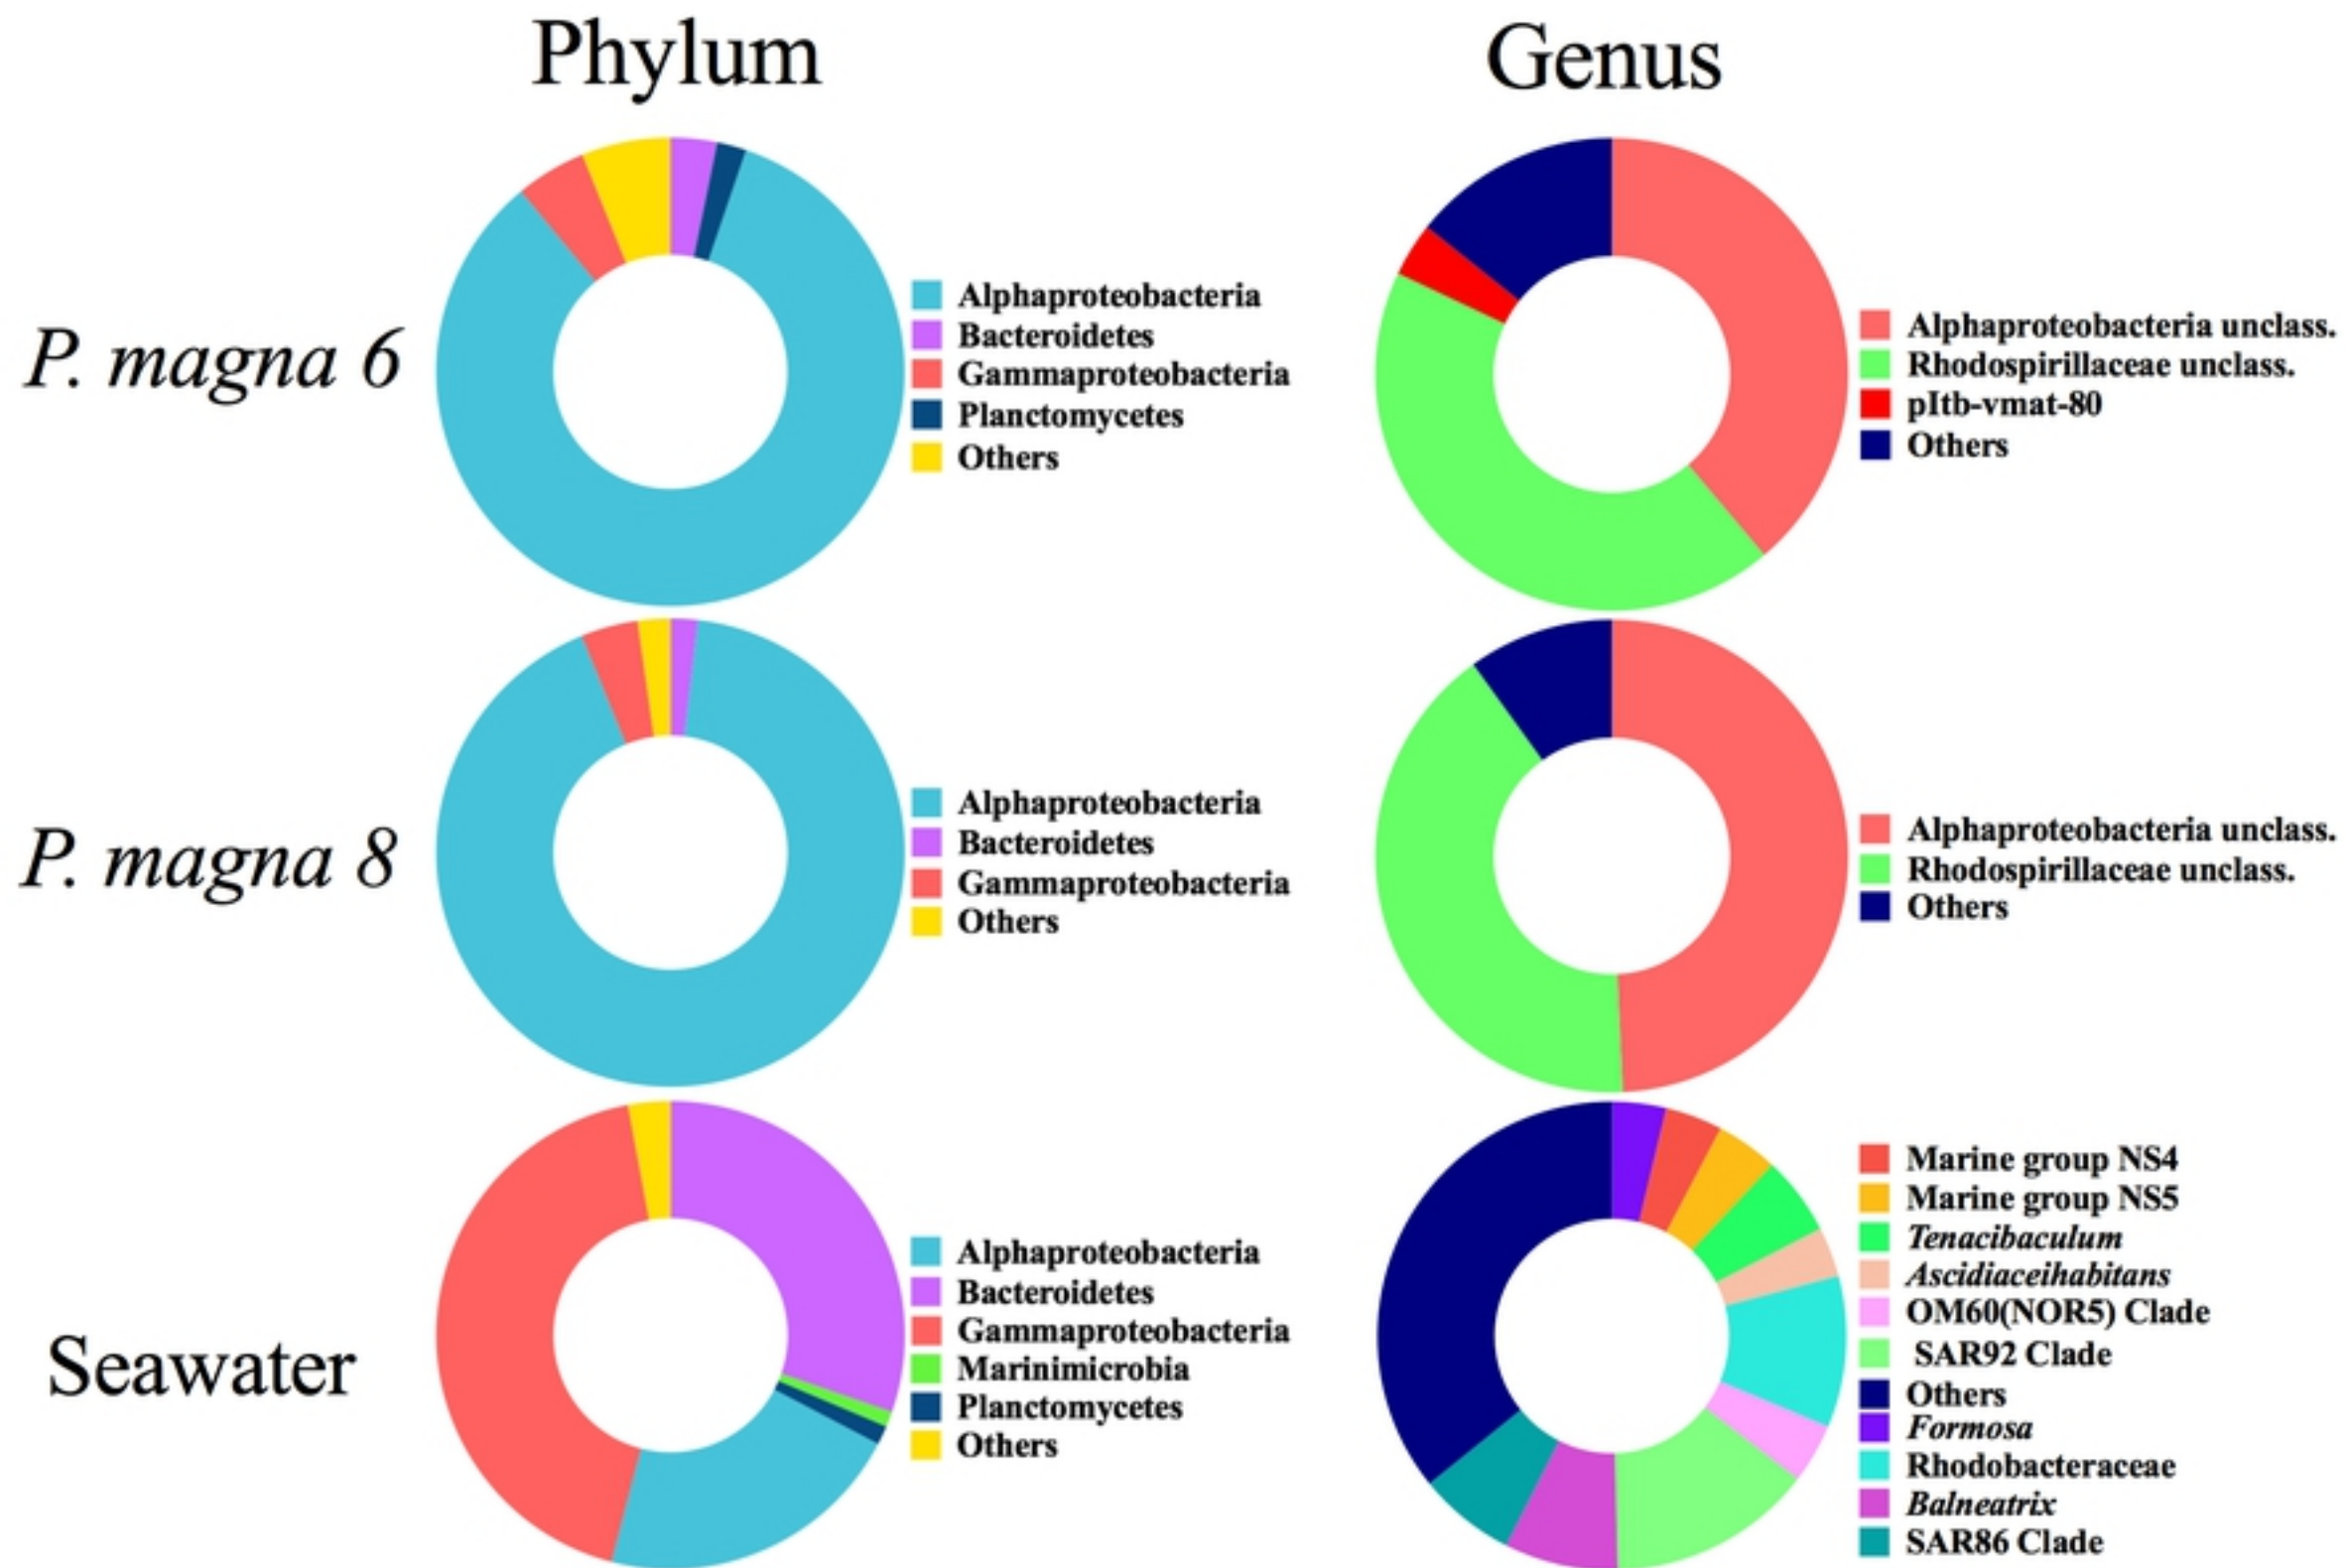 Phylum
Genus
P. magna 6
Alphaproteobacteria
Bacteroidetes
Gammaproteobacteria
Planctomycetes
Others
Alphaproteobacteria unclass.
Rhodospirillaceae unclass.
pItb-vmat-80
Others
P. magna 8
Alphaproteobacteria
Bacteroidetes
Gammaproteobacteria
Others
Alphaproteobacteria unclass.
Rhodospirillaceae unclass.
Others
Seawater
Alphaproteobacteria
Bacteroidetes
Gammaproteobacteria
Marinimicrobia
Planctomycetes
Others
Marine group NS4
Marine group NS5
Tenacibaculum
Ascidiaceihabitans
OM60(NOR5) Clade
SAR92 Clade
Others
Formosa
Rhodobacteraceae
Balneatrix
SAR86 Clade